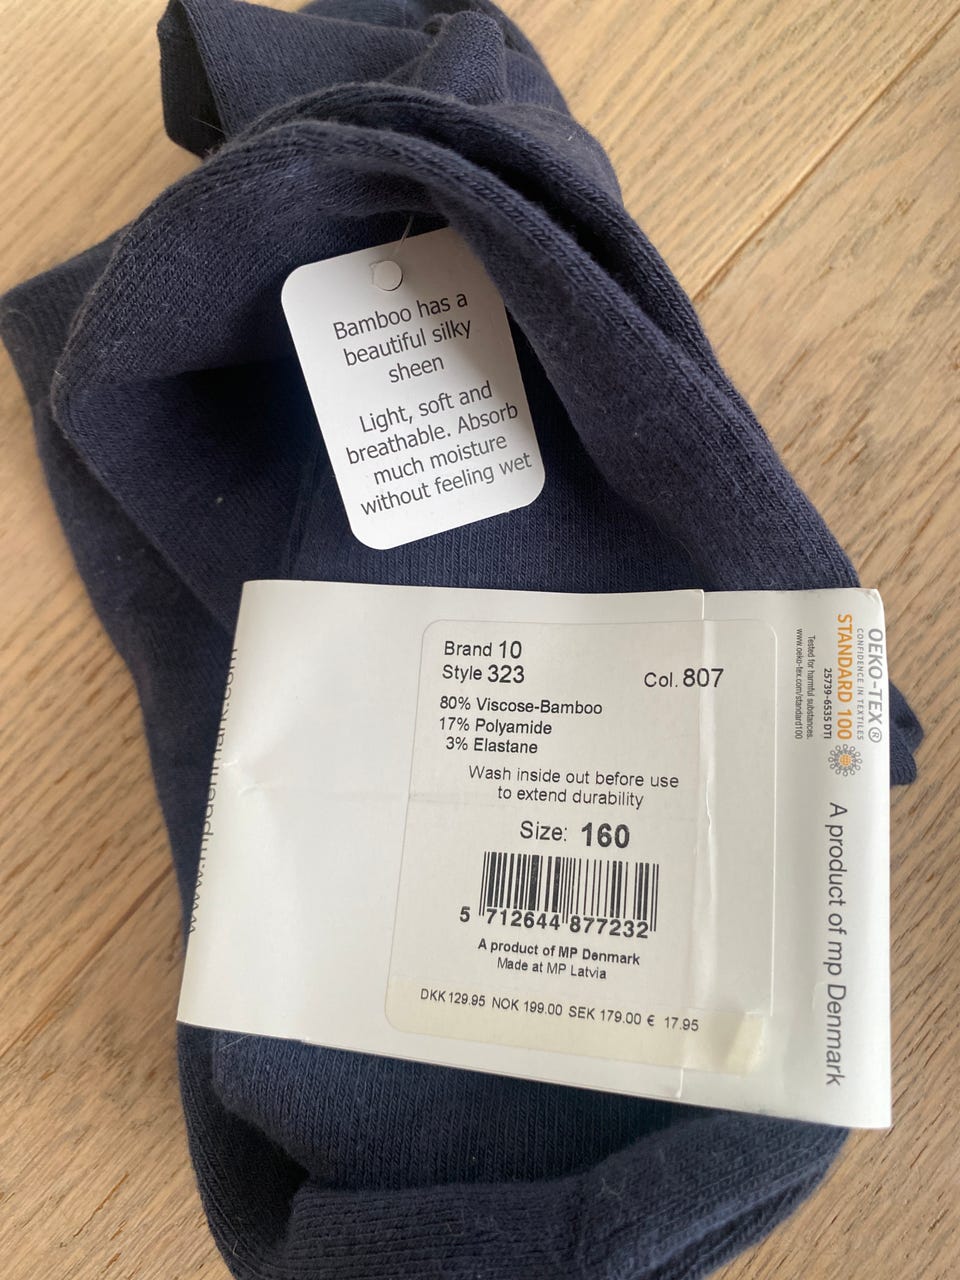 Bamboo has a
beautiful silky
sheen
Light, soft and
breathable. Absorb
much moisture
without feeling wet
Brand 10
Style 323
Col. 807
80% Viscose-Bamboo
17% Polyamide
3% Elastane
Wash inside out before use
to extend durability
Size: 160
5 712644 877232
A product of MP Denmark
Made at MP Latvia
DKK 129.95 NOK 199.00 SEK 179.00 € 17.95
OEKO-TEX®
CONFIDENCE IN TEXTILES
STANDARD 100
25739-6535 DTI
Tested for harmful substances.
www.oeko-tex.com/standard100
A product of mp Denmark